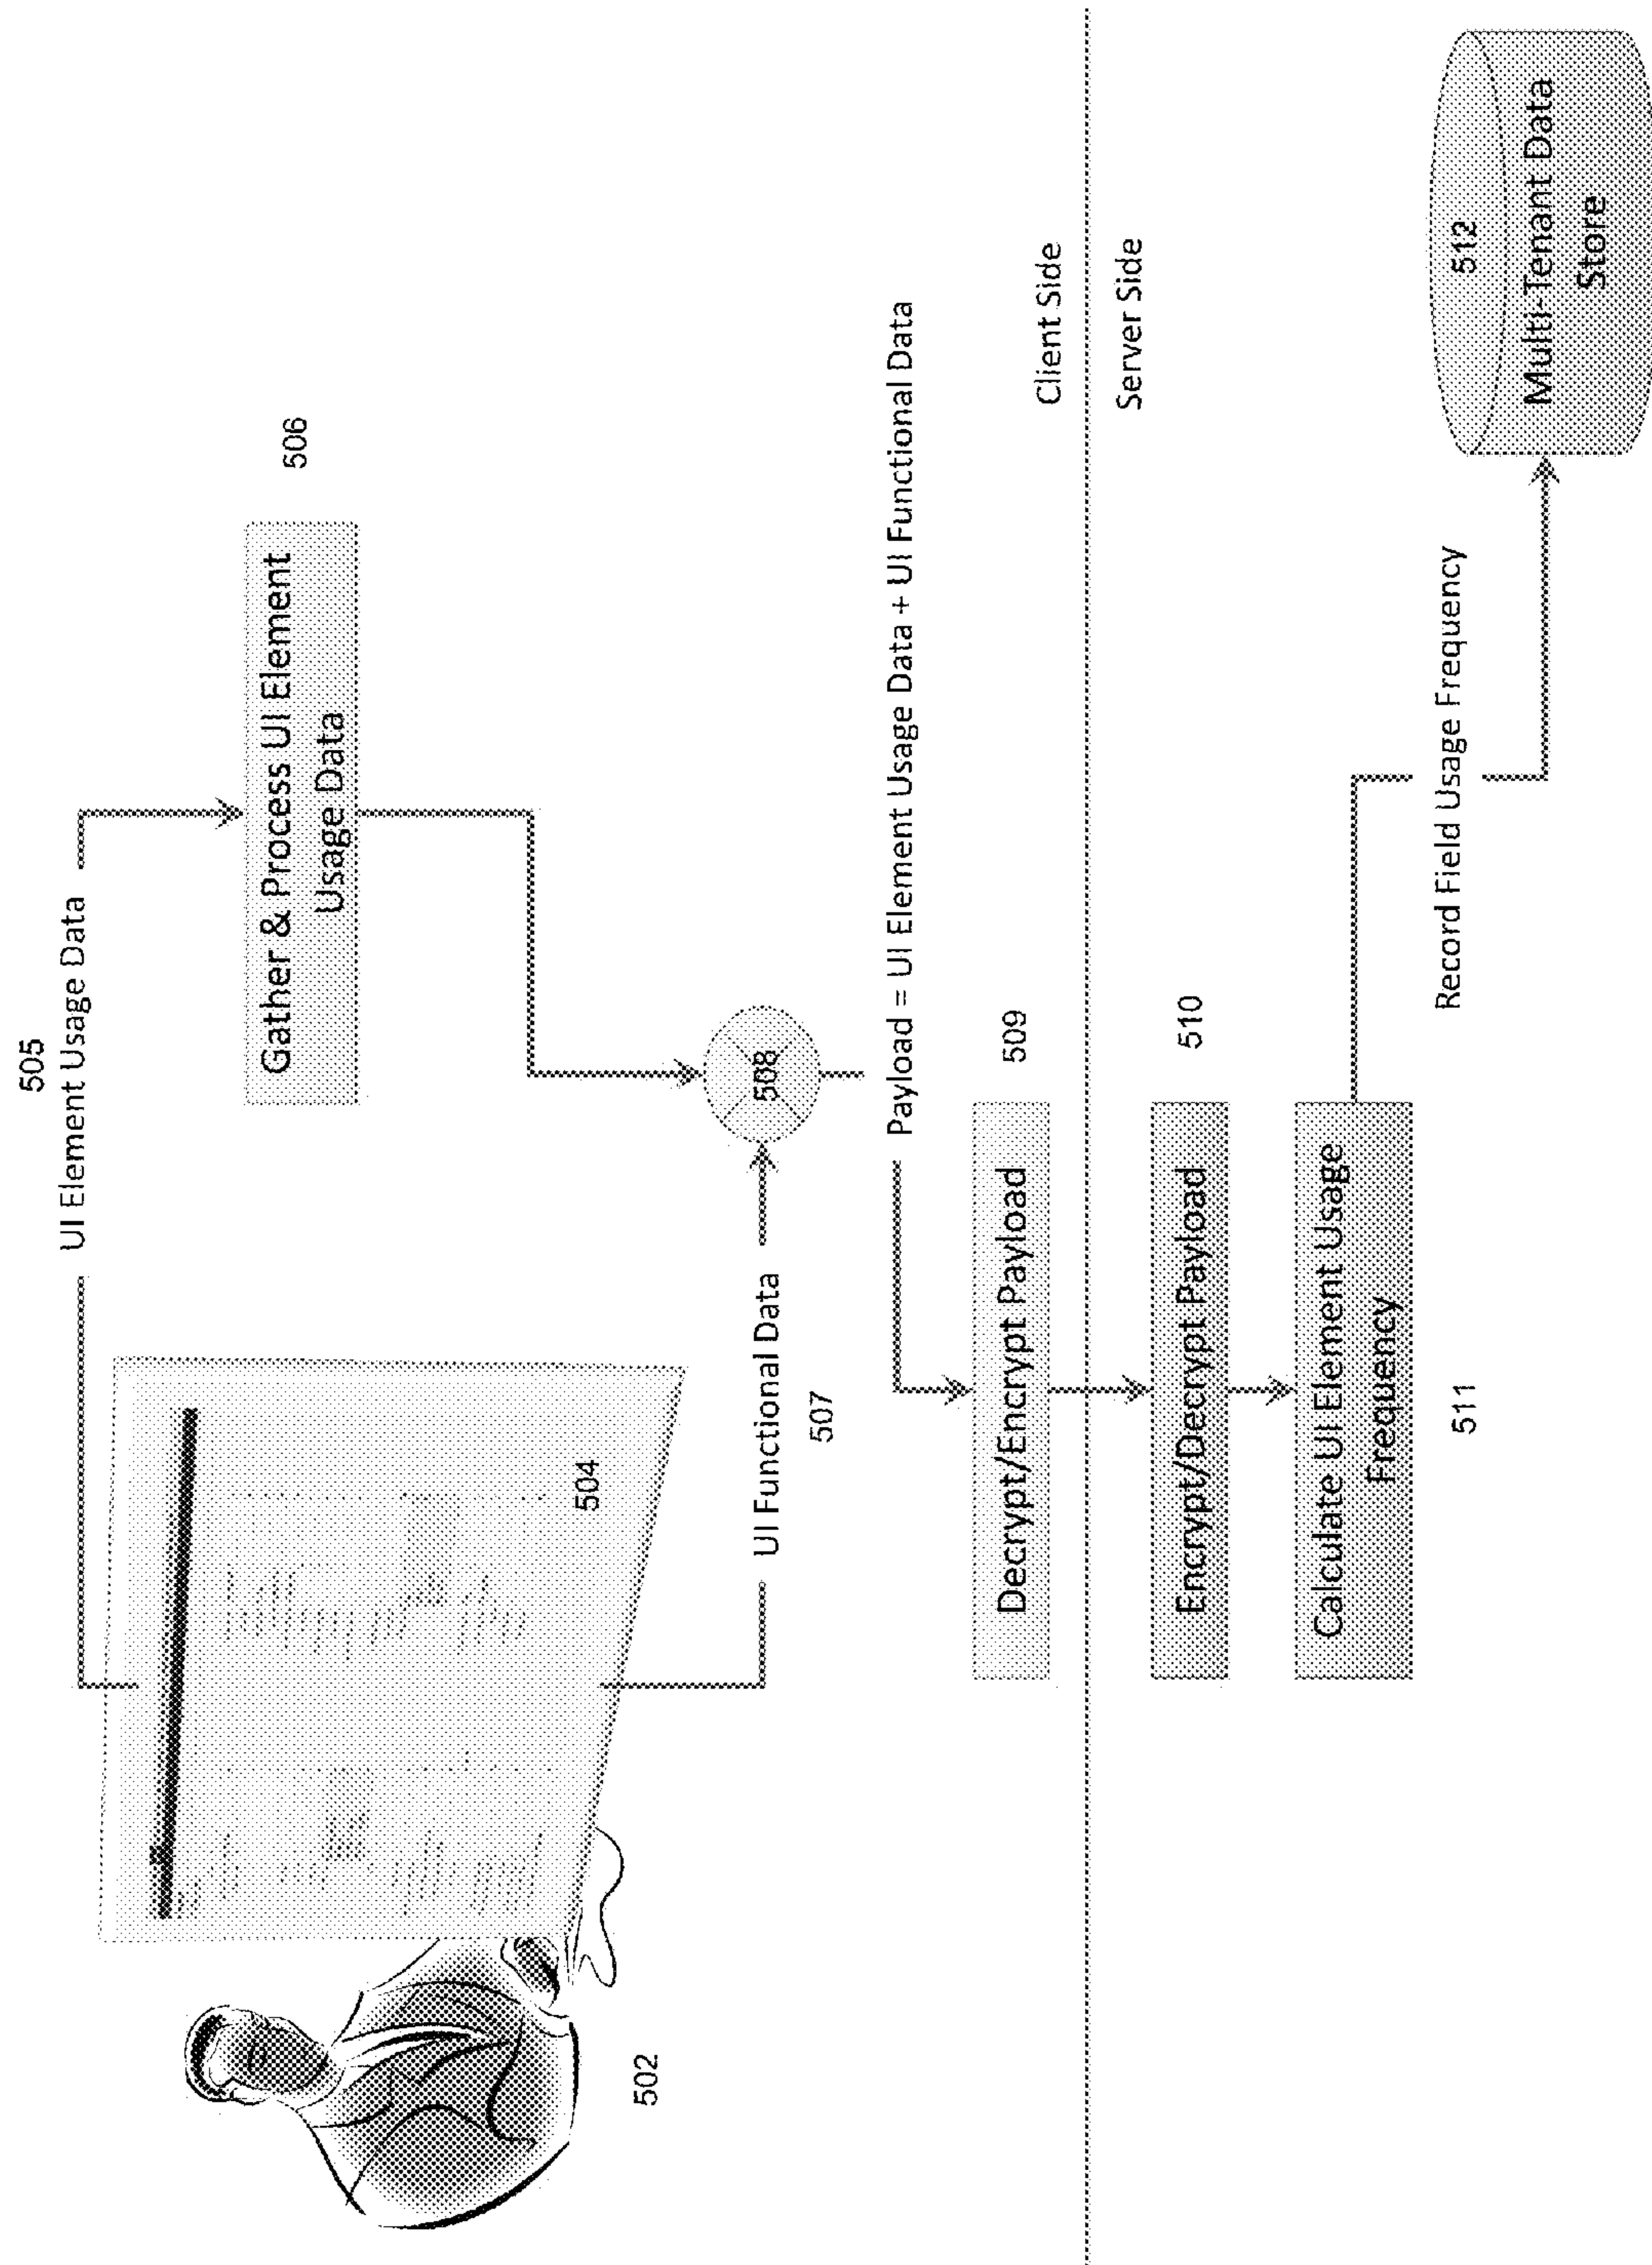 505
UI Element Usage Data
Gather & Process UI Element
Usage Data
506
504
502
UI Functional Data
507
508
Payload = UI Element Usage Data + UI Functional Data
Decrypt/Encrypt Payload
509
Client Side
Server Side
Encrypt/Decrypt Payload
510
Calculate UI Element Usage
Frequency
511
Record Field Usage Frequency
512
Multi-Tenant Data
Store